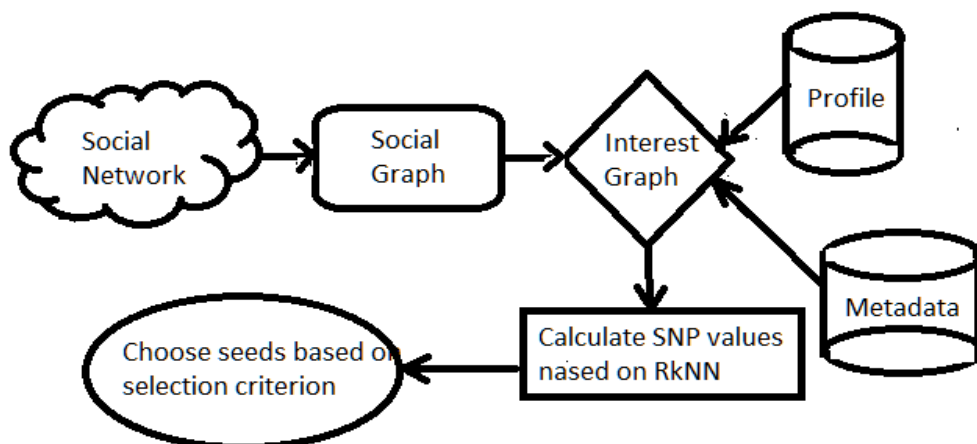 Social
Network
Social
Graph
Interest
Graph
Profile
Metadata
Calculate SNP values
nased on RkNN
Choose seeds based on
selection criterion